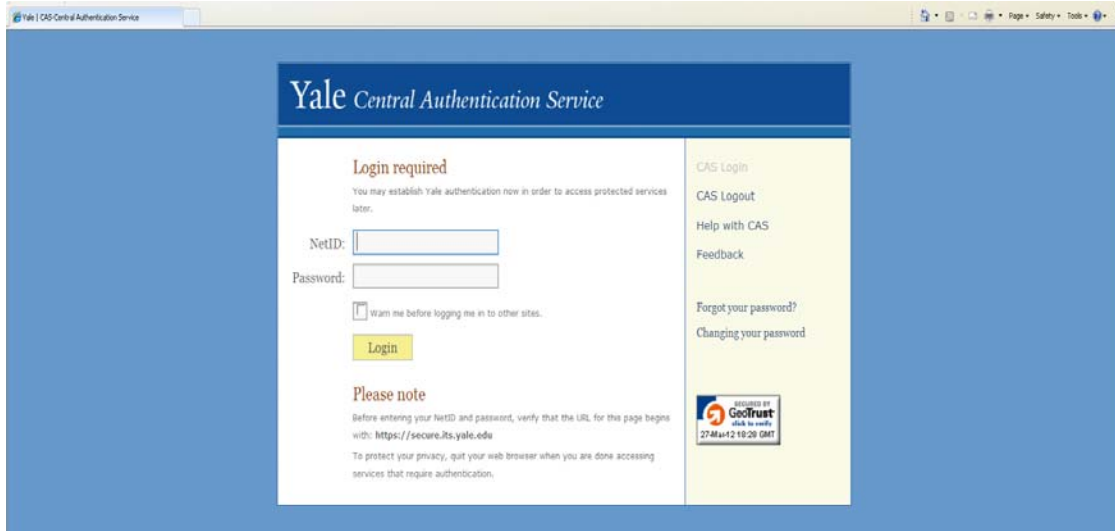 Yale | CAS-Central Authentication Service
Page Safety Tools
Yale Central Authentication Service
Login required
You may establish Yale authentication now in order to access protected services
later.
NetID:
Password:
Warn me before logging me in to other sites.
Login
Please note
Before entering your NetID and password, verify that the URL for this page begins
with: https://secure.its.yale.edu
To protect your privacy, quit your web browser when you are done accessing
services that require authentication.
CAS Login
CAS Logout
Help with CAS
Feedback
Forgot your password?
Changing your password
SECURED BY
GeoTrust
click to verify
27-Mar-12 18:28 GMT